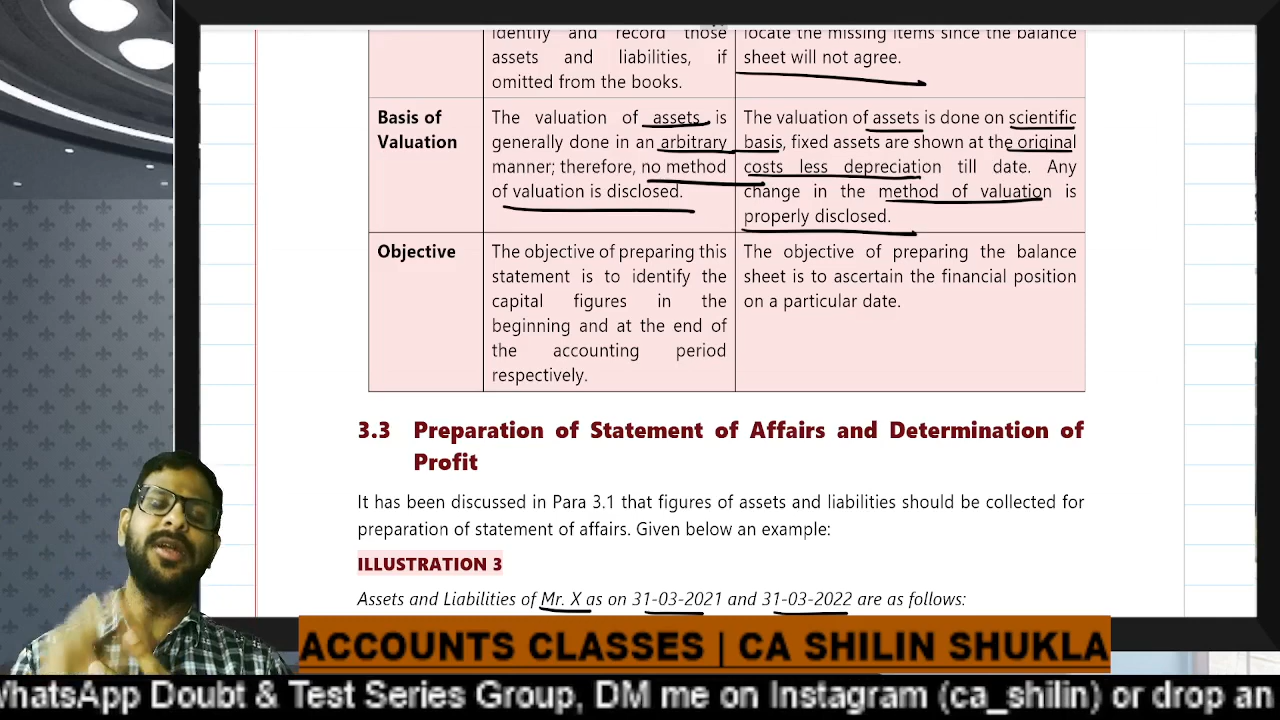 identify and record those
assets and liabilities, if
omitted from the books.
locate the missing items since the balance
sheet will not agree.
Basis of
Valuation
The valuation of assets is
generally done in an arbitrary
manner; therefore, no method
of valuation is disclosed.
The valuation of assets is done on scientific
basis, fixed assets are shown at the original
costs less depreciation till date. Any
change in the method of valuation is
properly disclosed.
Objective
The objective of preparing this
statement is to identify the
capital figures in the
beginning and at the end of
the accounting period
respectively.
The objective of preparing the balance
sheet is to ascertain the financial position
on a particular date.
3.3 Preparation of Statement of Affairs and Determination of
Profit
It has been discussed in Para 3.1 that figures of assets and liabilities should be collected for
preparation of statement of affairs. Given below an example:
ILLUSTRATION 3
Assets and Liabilities of Mr. X as on 31-03-2021 and 31-03-2022 are as follows:
ACCOUNTS CLASSES | CA SHILIN SHUKLA
WhatsApp Doubt & Test Series Group, DM me on Instagram (ca_shilin) or drop an